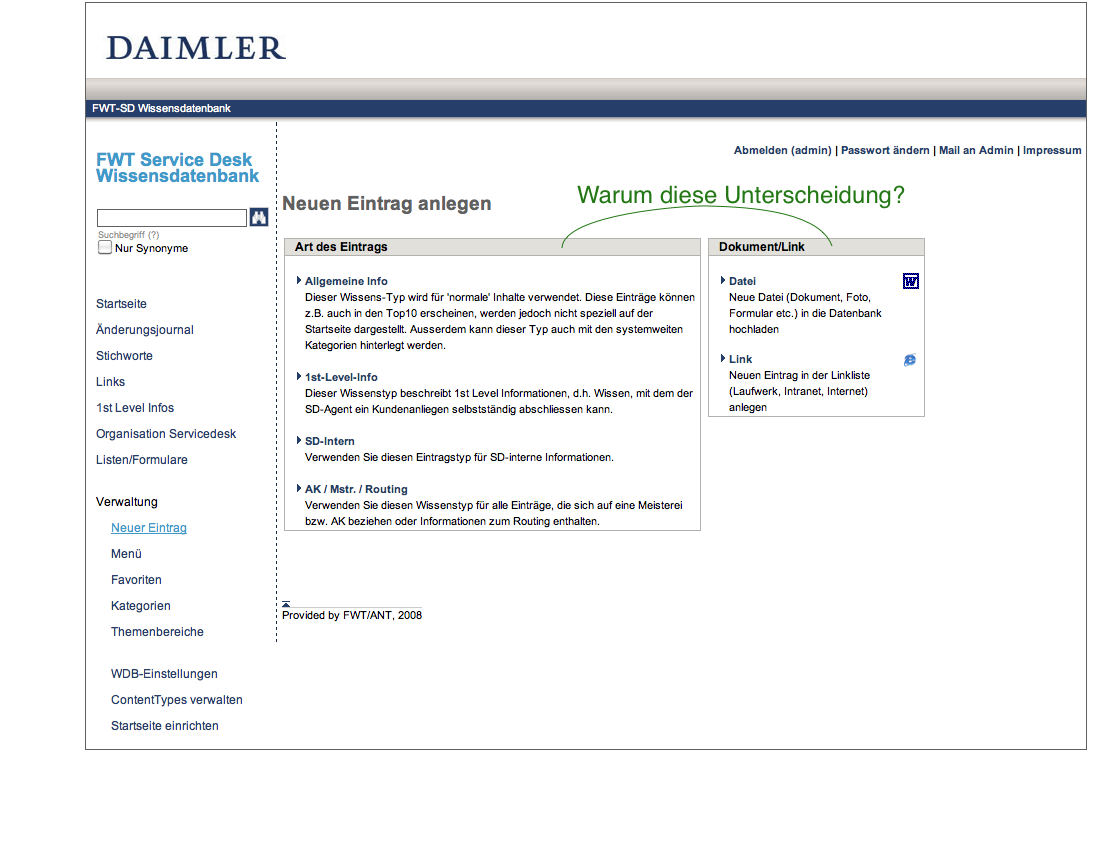 DAIMLER
FWT-SD Wissensdatenbank
Abmelden (admin) | Passwort ändern | Mail an Admin | Impressum
FWT Service Desk
Wissensdatenbank
Suchbegriff (?)
Nur Synonyme
Startseite
Änderungsjournal
Stichworte
Links
1st Level Infos
Organisation Servicedesk
Listen/Formulare
Verwaltung
Neuer Eintrag
Menü
Favoriten
Kategorien
Themenbereiche
WDB-Einstellungen
ContentTypes verwalten
Startseite einrichten
Neuen Eintrag anlegen
Warum diese Unterscheidung?
Art des Eintrags
Allgemeine Info
Dieser Wissens-Typ wird für 'normale' Inhalte verwendet. Diese Einträge können
z.B. auch in den Top10 erscheinen, werden jedoch nicht speziell auf der
Startseite dargestellt. Ausserdem kann dieser Typ auch mit den systemweiten
Kategorien hinterlegt werden.
1st-Level-Info
Dieser Wissenstyp beschreibt 1st Level Informationen, d.h. Wissen, mit dem der
SD-Agent ein Kundenanliegen selbstständig abschliessen kann.
SD-Intern
Verwenden Sie diesen Eintragstyp für SD-interne Informationen.
AK / Mstr. / Routing
Verwenden Sie diesen Wissenstyp für alle Einträge, die sich auf eine Meisterei
bzw. AK beziehen oder Informationen zum Routing enthalten.
Dokument/Link
Datei
W
Neue Datei (Dokument, Foto,
Formular etc.) in die Datenbank
hochladen
Link
Neuen Eintrag in der Linkliste
(Laufwerk, Intranet, Internet)
anlegen
Provided by FWT/ANT, 2008